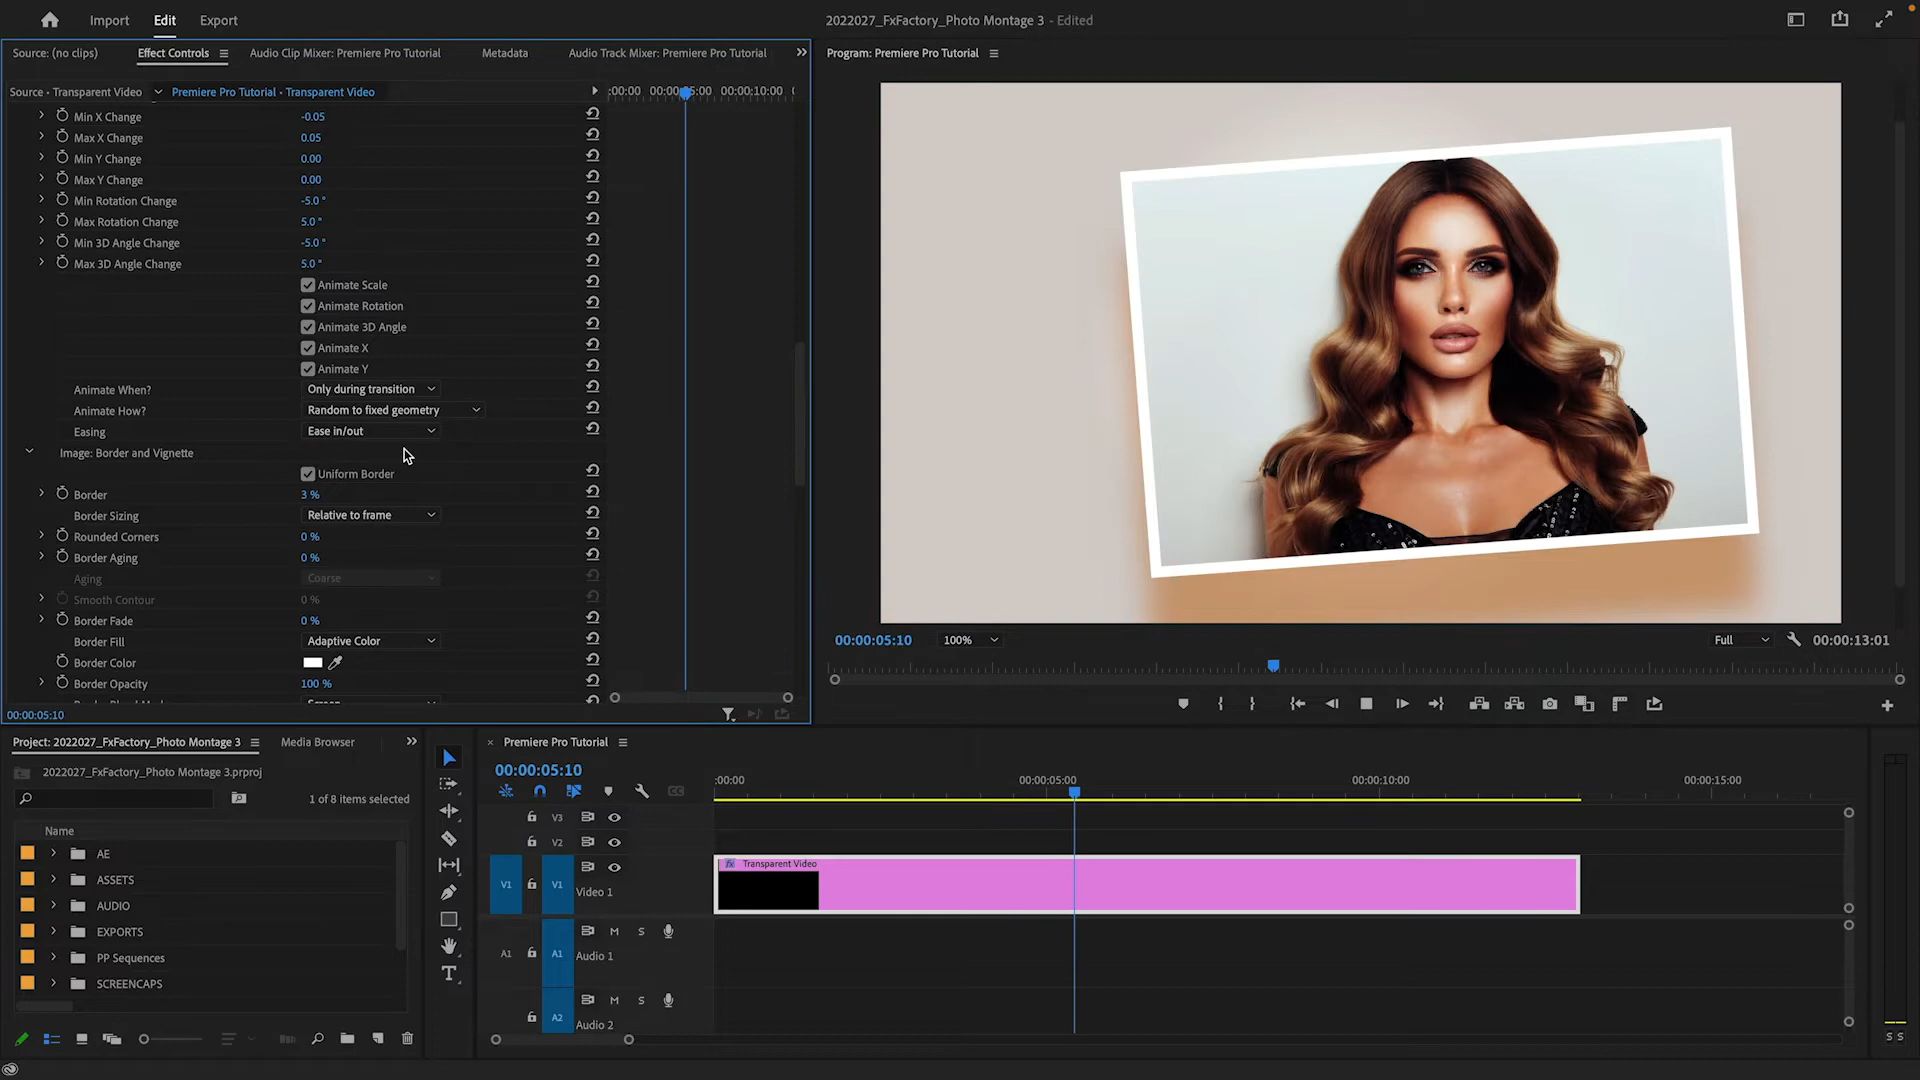 Import Edit Export 2022027_FxFactory_Photo Montage 3 - Edited
Source: (no clips) Effect Controls Audio Clip Mixer: Premiere Pro Tutorial Metadata Audio Track Mixer: Premiere Pro Tutorial Program: Premiere Pro Tutorial
Source • Transparent Video Premiere Pro Tutorial • Transparent Video :00:00 00:00:10:00
Min X Change -0.05
Max X Change 0.05
Min Y Change 0.00
Max Y Change 0.00
Min Rotation Change -5.0 °
Max Rotation Change 5.0 °
Min 3D Angle Change -5.0 °
Max 3D Angle Change 5.0 °
Animate Scale
Animate Rotation
Animate 3D Angle
Animate X
Animate Y
Animate When? Only during transition
Animate How? Random to fixed geometry
Easing Ease in/out
Image: Border and Vignette
Uniform Border
Border 3 %
Border Sizing Relative to frame
Rounded Corners 0 %
Border Aging 0 %
Aging Coarse
Smooth Contour 0 %
Border Fade 0 %
Border Fill Adaptive Color
Border Color
Border Opacity 100 %
00:00:05:10
00:00:05:10 100% Full 00:00:13:01
Project: 2022027_FxFactory_Photo Montage 3 Media Browser
2022027_FxFactory_Photo Montage 3.prproj
1 of 8 items selected
Name
AE
ASSETS
AUDIO
EXPORTS
PP Sequences
SCREENCAPS
Premiere Pro Tutorial
00:00:05:10
:00:00 00:00:05:00 00:00:10:00 00:00:15:00
V3
V2
V1 V1 Video 1
fx Transparent Video
A1 A1 M S Audio 1
A2 M S Audio 2
S S